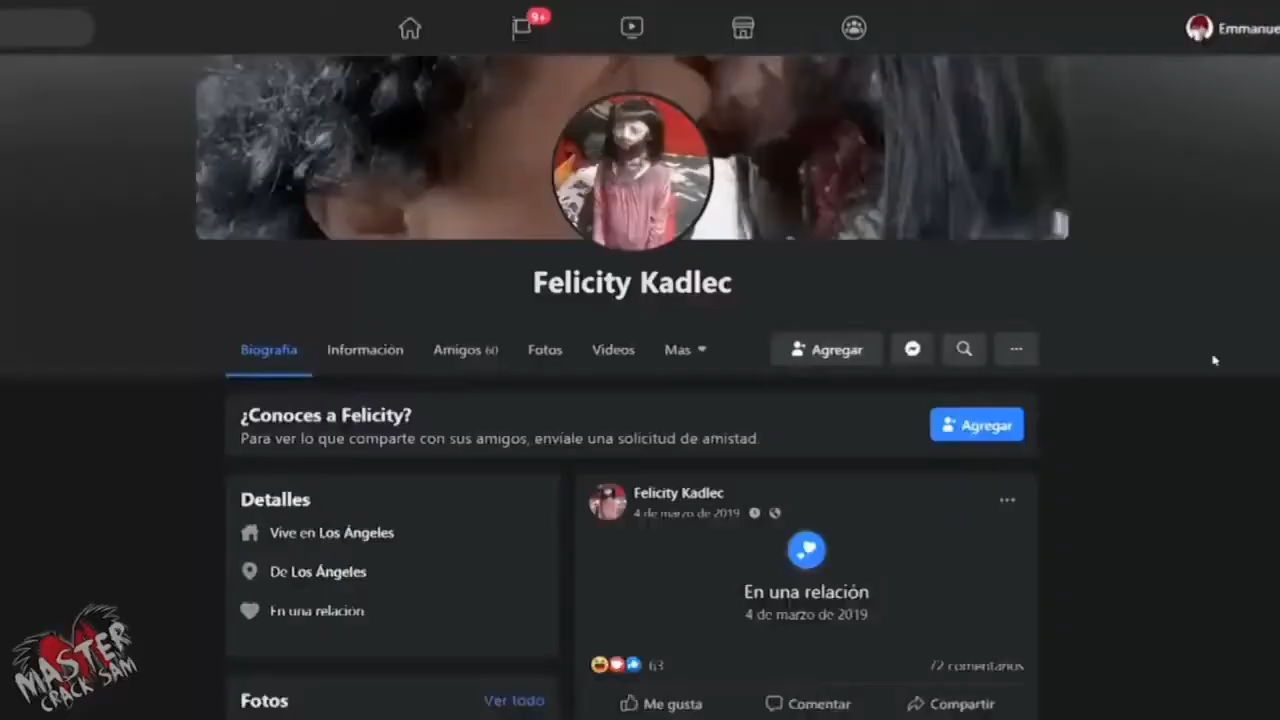 9+
Emmanue
Felicity Kadlec
Biografía
Información
Amigos 60
Fotos
Videos
Más
Agregar
¿Conoces a Felicity?
Para ver lo que comparte con sus amigos, envíale una solicitud de amistad.
Agregar
Detalles
Vive en Los Ángeles
De Los Ángeles
En una relación
Fotos
Ver todo
Felicity Kadlec
4 de marzo de 2019
En una relación
4 de marzo de 2019
63
72 comentarios
Me gusta
Comentar
Compartir
MASTER
CRACK SAM